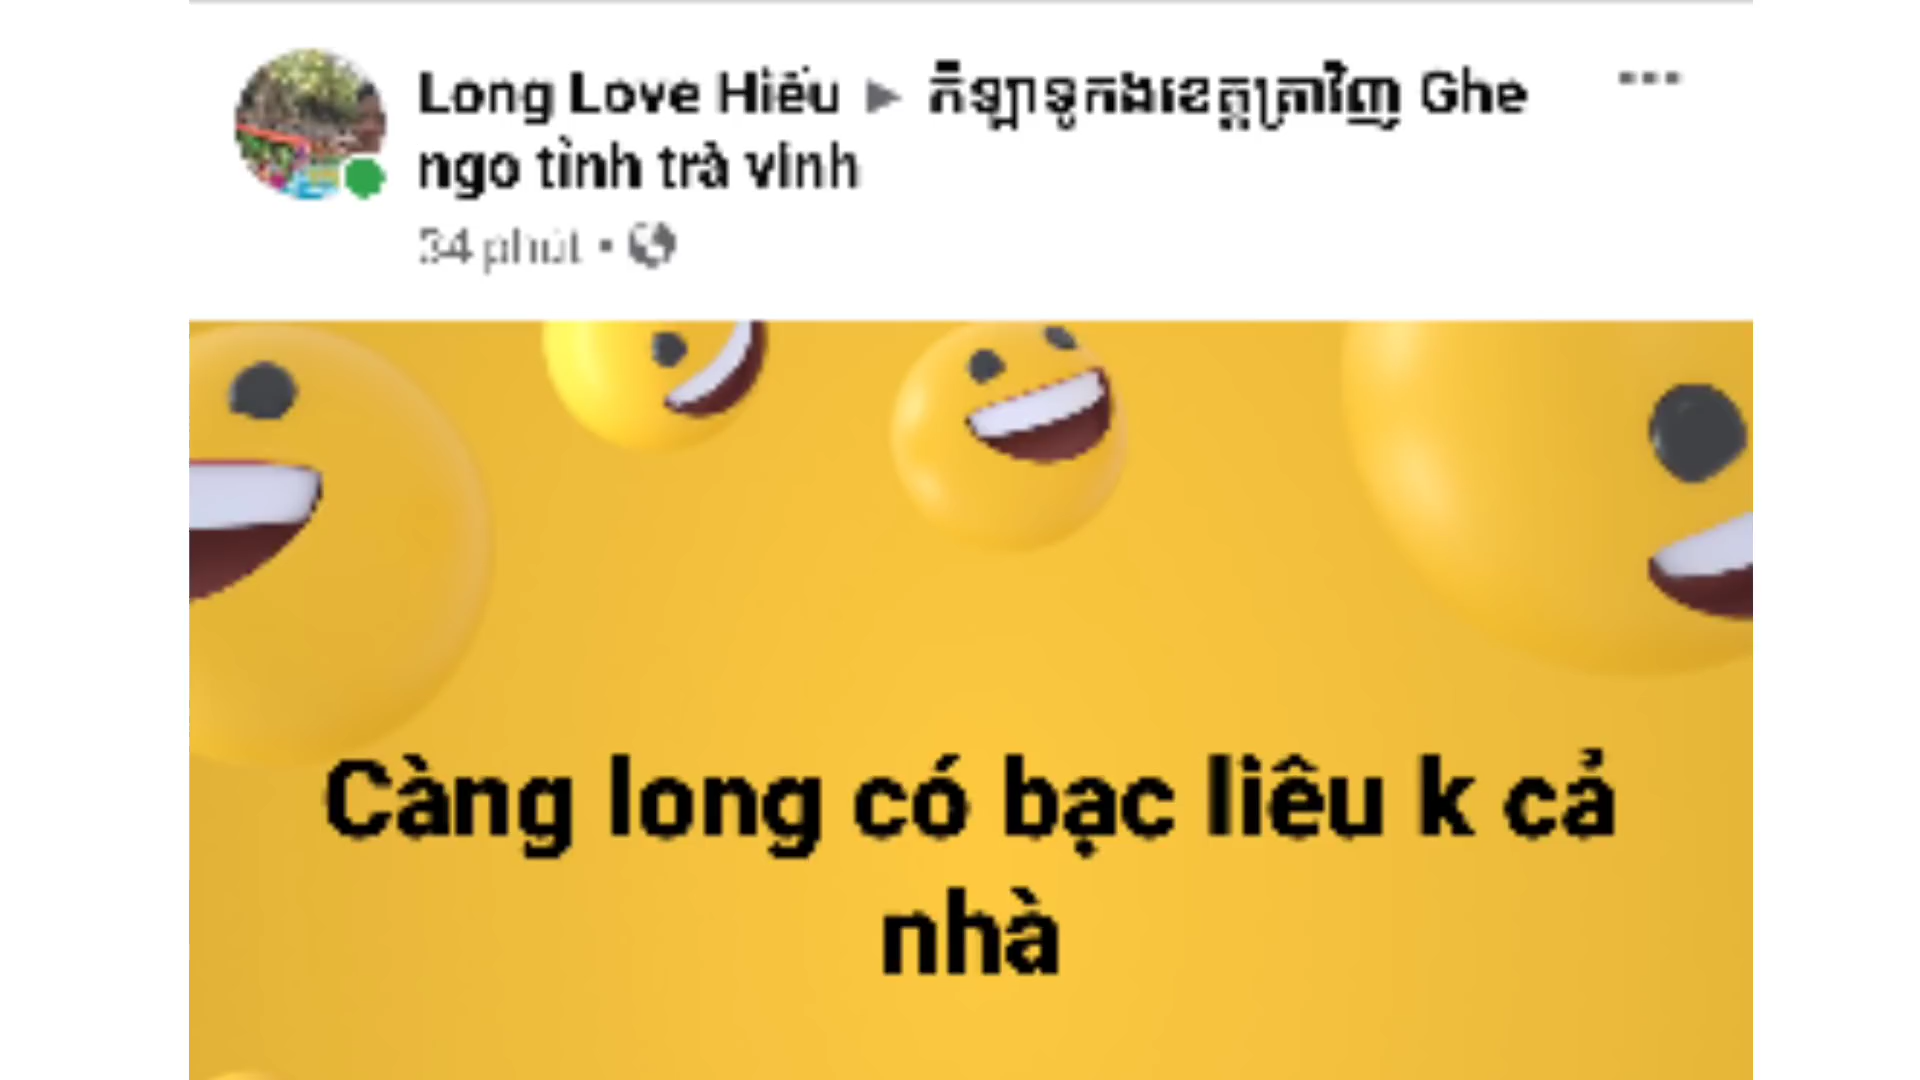 Long Love Hiếu ▸ កីឡាទូកងខេត្តត្រាវិញ Ghe
ngo tỉnh trà vinh
34 phút
Càng long có bạc liêu k cả
nhà